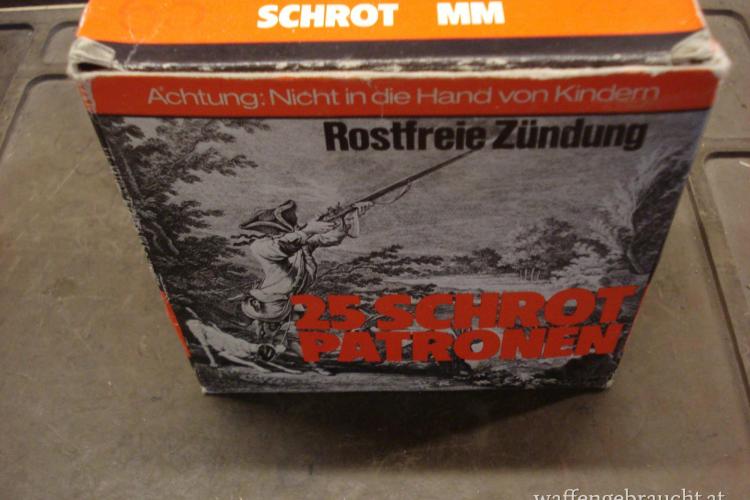 SCHROT MM
Achtung: Nicht in die Hand von Kindern
Rostfreie Zündung
25 SCHROT
PATRONEN
waffengebraucht.at